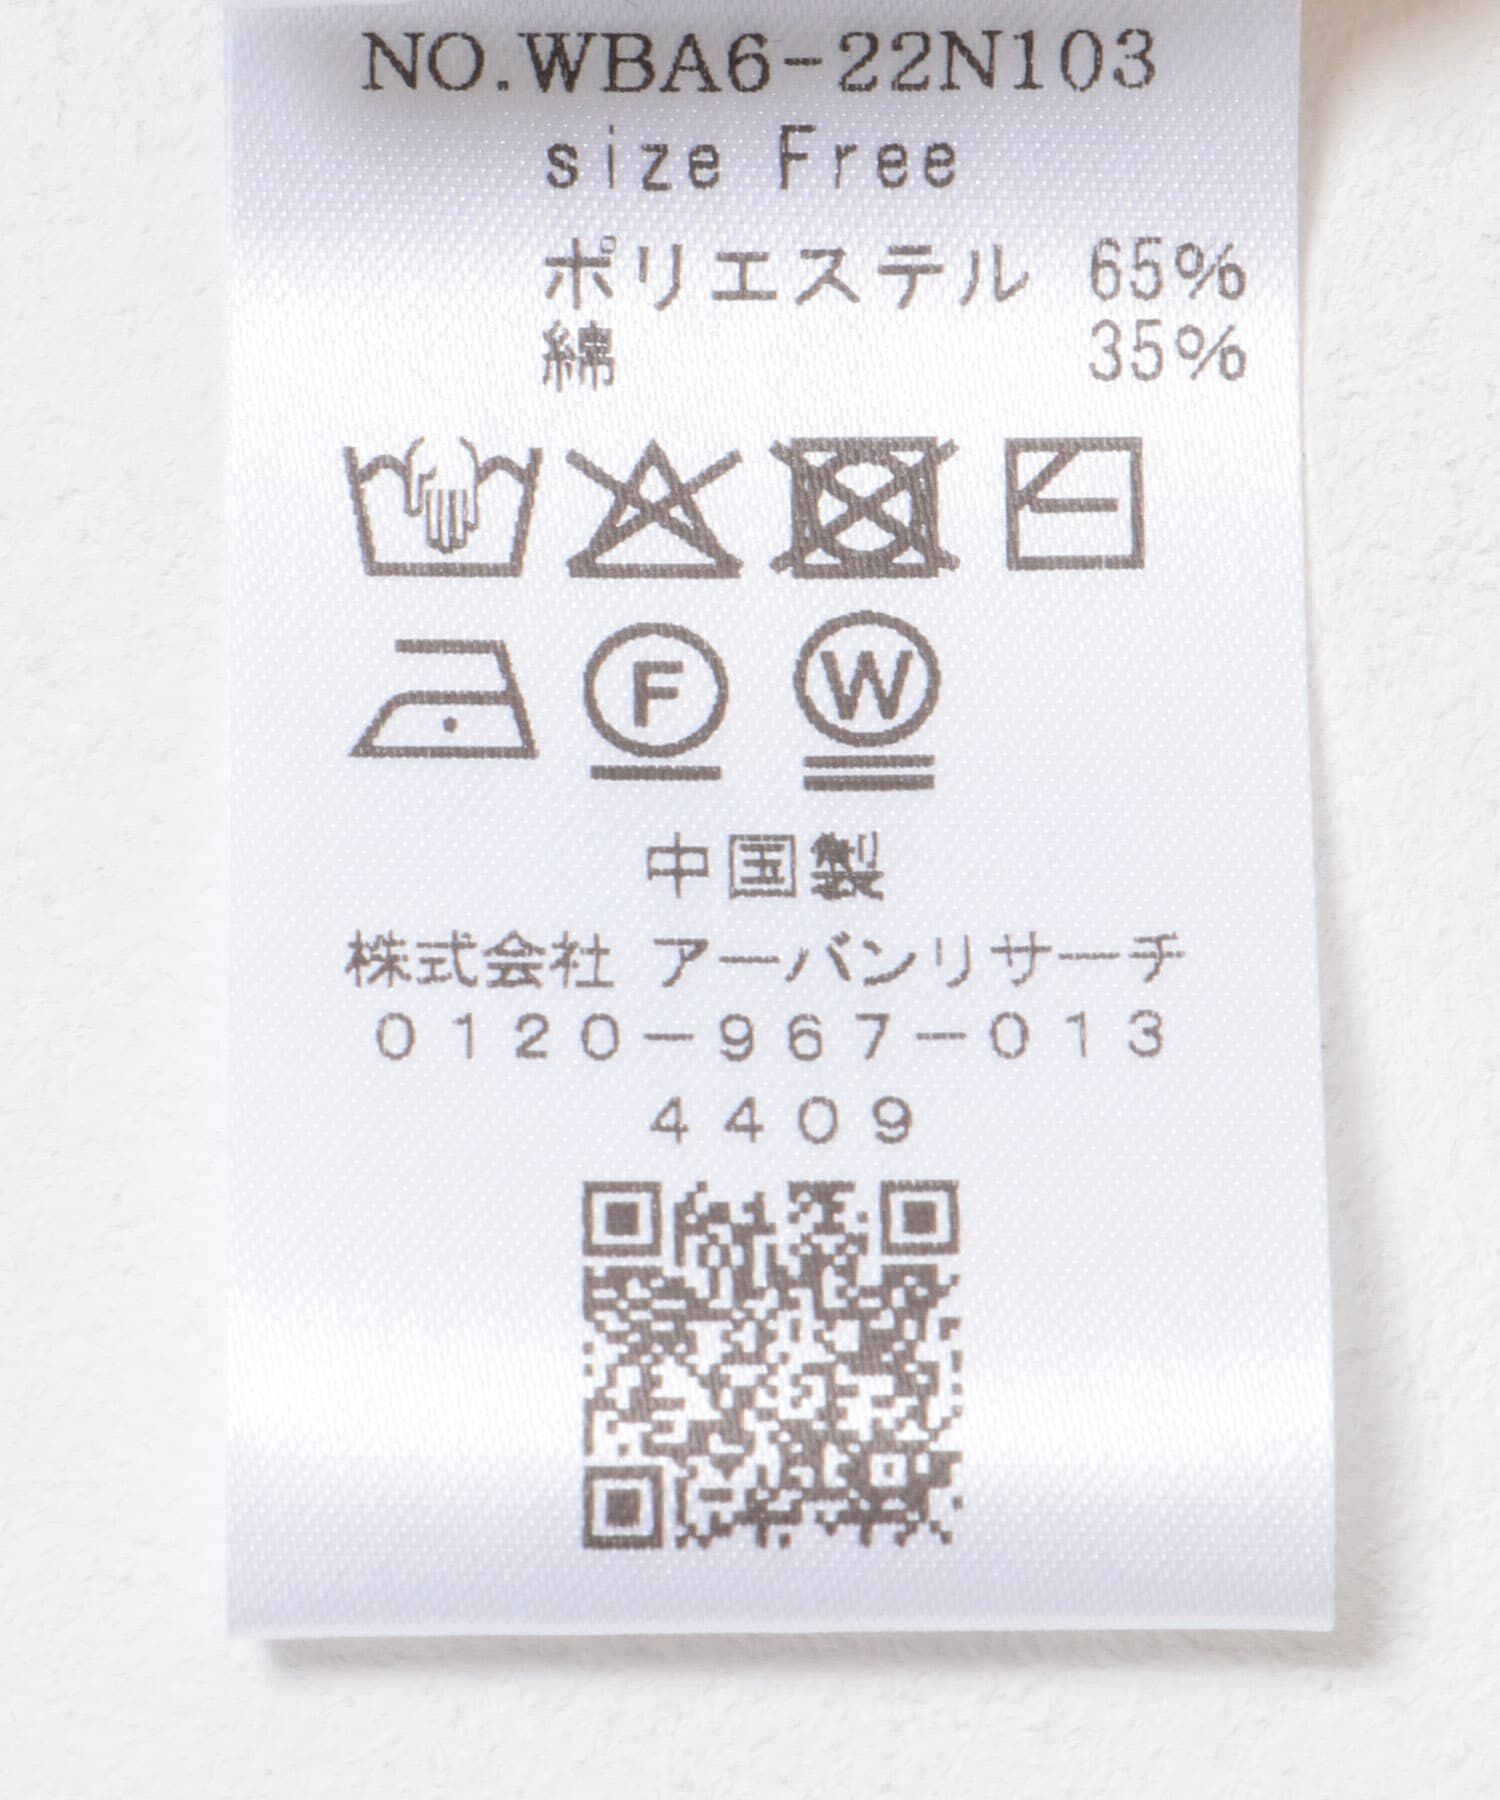 NO.WBA6-22N103
size Free
ポリエステル 65%
綿 35%
F W
中国製
株式会社 アーバンリサーチ
0120-967-013
4409